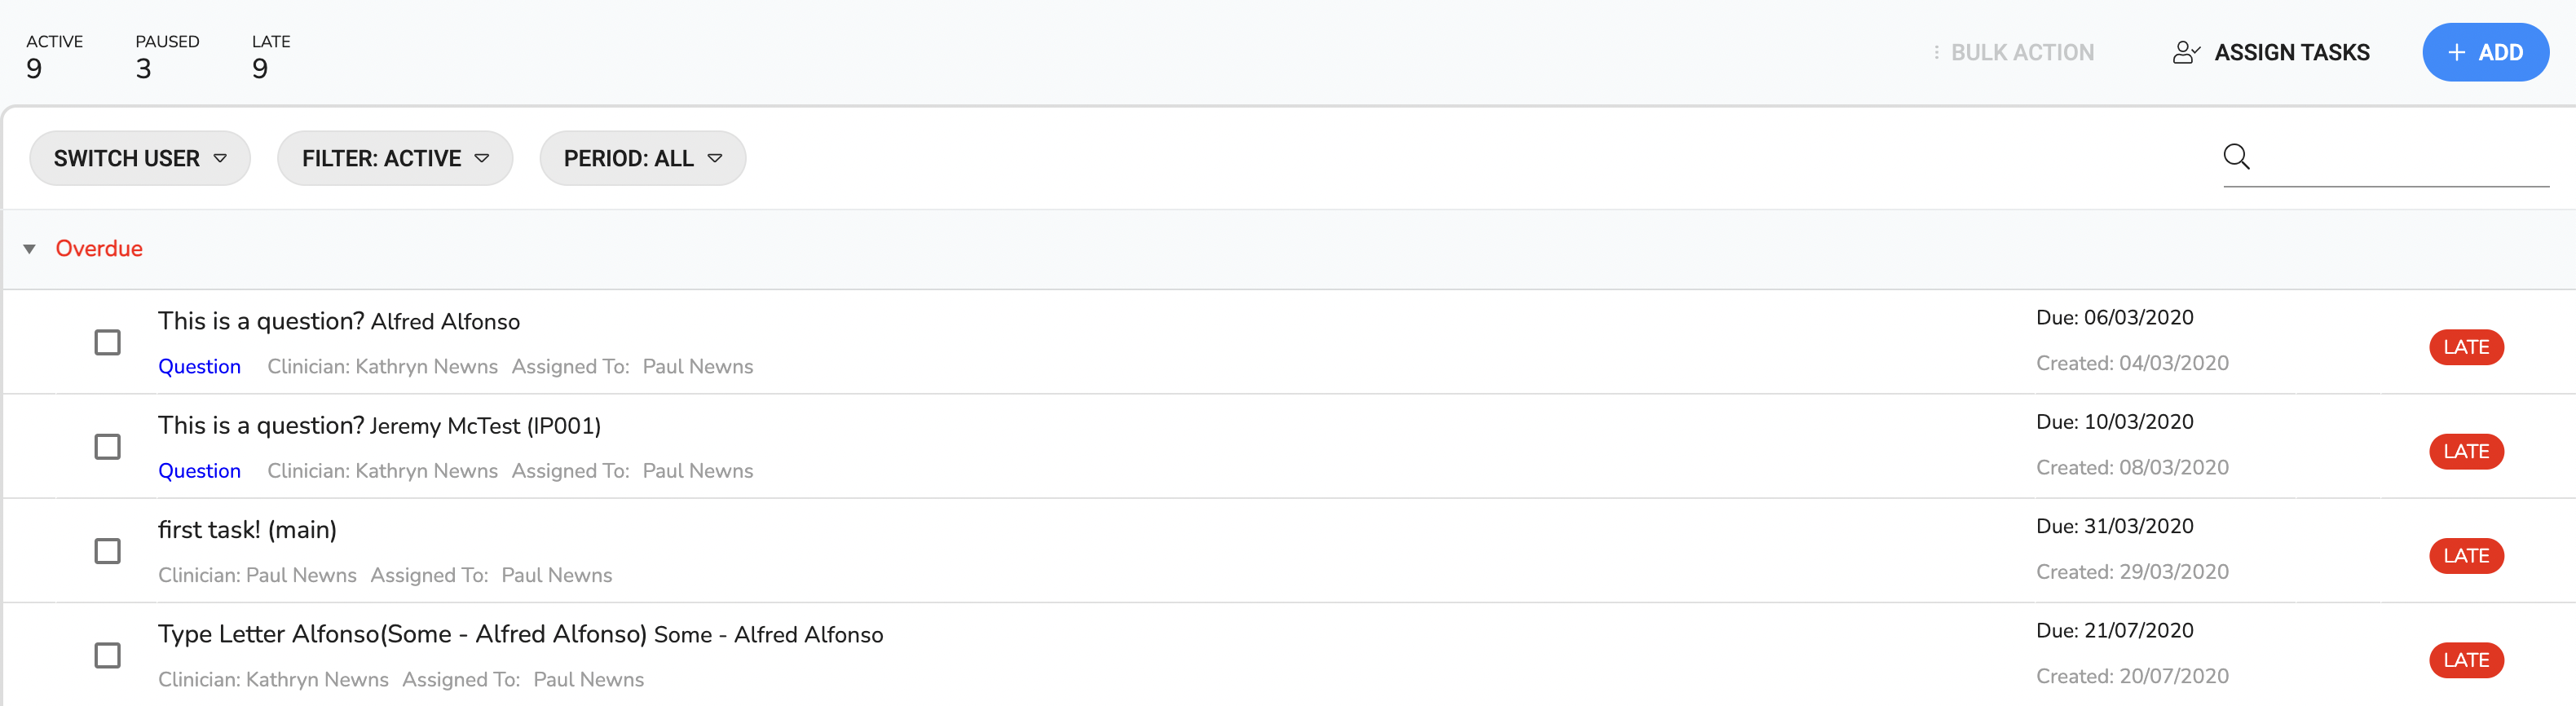 ACTIVE PAUSED LATE
9 3 9
BULK ACTION ASSIGN TASKS + ADD
SWITCH USER FILTER: ACTIVE PERIOD: ALL
Overdue
This is a question? Alfred Alfonso Due: 06/03/2020
Question Clinician: Kathryn Newns Assigned To: Paul Newns Created: 04/03/2020 LATE
This is a question? Jeremy McTest (IP001) Due: 10/03/2020
Question Clinician: Kathryn Newns Assigned To: Paul Newns Created: 08/03/2020 LATE
first task! (main) Due: 31/03/2020
Clinician: Paul Newns Assigned To: Paul Newns Created: 29/03/2020 LATE
Type Letter Alfonso(Some - Alfred Alfonso) Some - Alfred Alfonso Due: 21/07/2020
Clinician: Kathryn Newns Assigned To: Paul Newns Created: 20/07/2020 LATE